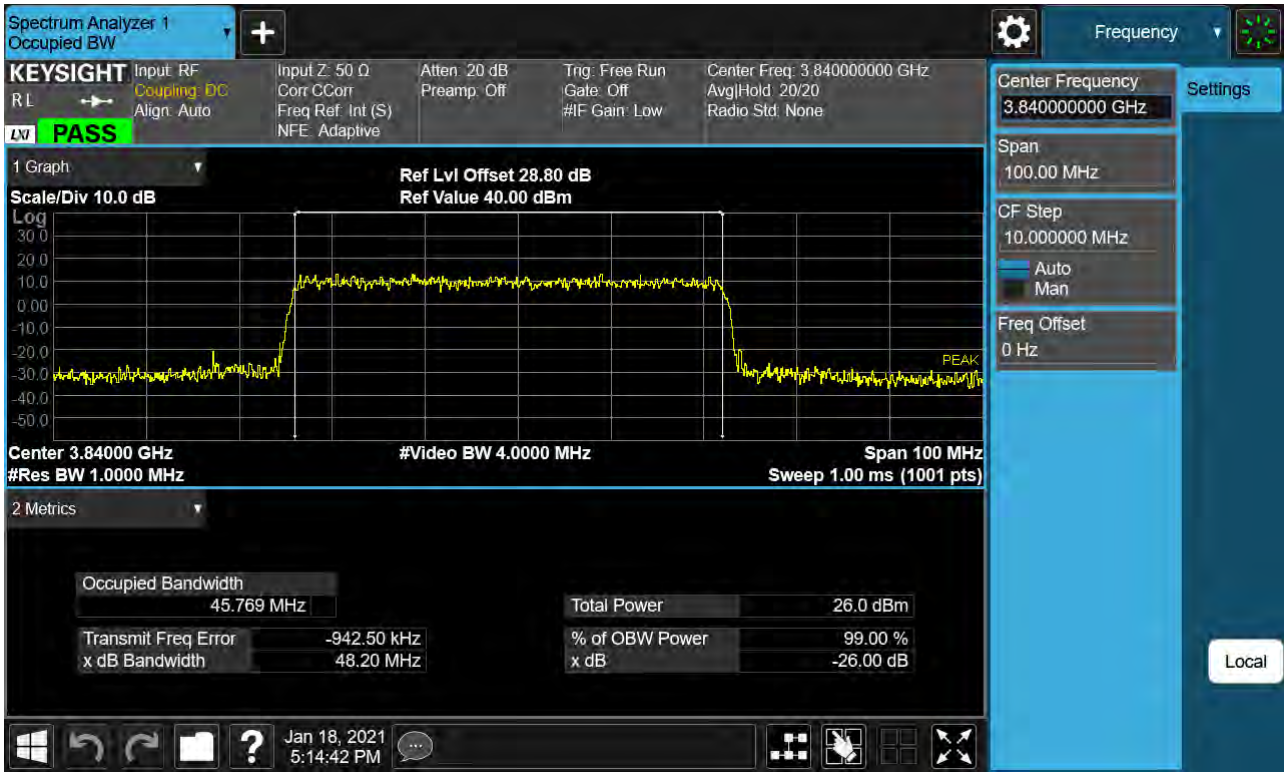 Spectrum Analyzer 1
Occupied BW
+
Frequency
KEYSIGHT
RL
LXI
PASS
Input: RF
Coupling: DC
Align: Auto
Input Z: 50 Ω
Corr CCorr
Freq Ref: Int (S)
NFE: Adaptive
Atten: 20 dB
Preamp: Off
Trig: Free Run
Gate: Off
#IF Gain: Low
Center Freq: 3.840000000 GHz
Avg|Hold: 20/20
Radio Std: None
Center Frequency
3.840000000 GHz
Settings
Span
100.00 MHz
CF Step
10.000000 MHz
Auto
Man
Freq Offset
0 Hz
1 Graph
Scale/Div 10.0 dB
Ref Lvl Offset 28.80 dB
Ref Value 40.00 dBm
Log
30.0
20.0
10.0
0.00
-10.0
-20.0
-30.0
-40.0
-50.0
PEAK
Center 3.84000 GHz
#Video BW 4.0000 MHz
Span 100 MHz
#Res BW 1.0000 MHz
Sweep 1.00 ms (1001 pts)
2 Metrics
Occupied Bandwidth
45.769 MHz
Total Power 26.0 dBm
Transmit Freq Error -942.50 kHz
% of OBW Power 99.00 %
x dB Bandwidth 48.20 MHz
x dB -26.00 dB
Local
?
Jan 18, 2021
5:14:42 PM